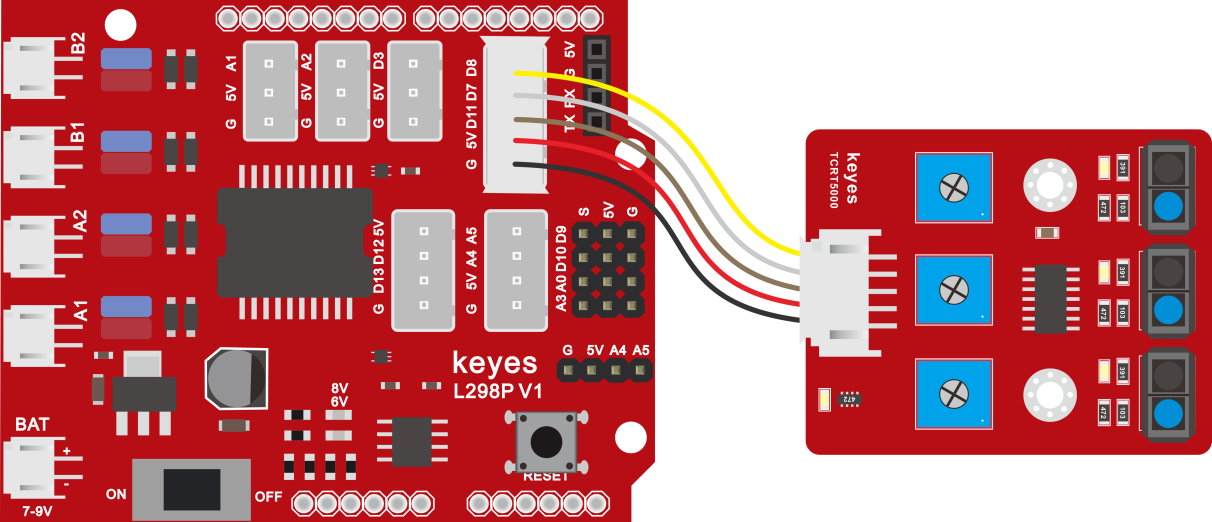 B2
B1
A2
A1
BAT
+
-
7-9V
ON
OFF
G 5V A1
G 5V A2
G 5V D3
G 5V D11 D7 D8
TX RX G 5V
G D13 D12 5V
G 5V A4 A5
S 5V G
A3 A0 D10 D9
G 5V A4 A5
keyes
L298P V1
8V
6V
RESET
keyes
TCRT5000
391
472 103
391
472 103
391
472 103
472